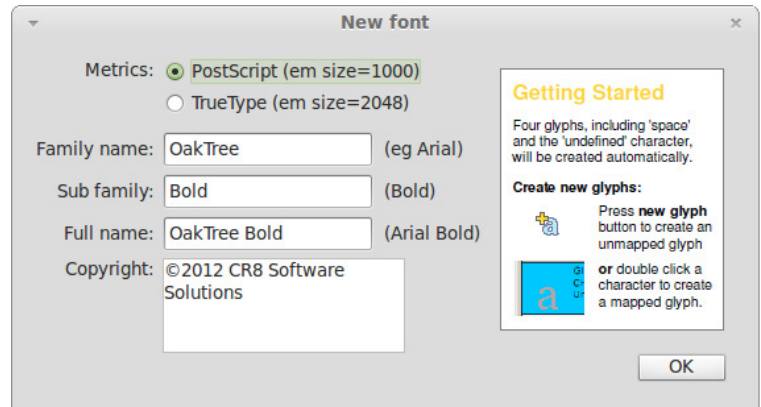 New font
Metrics: PostScript (em size=1000)
TrueType (em size=2048)
Family name: OakTree (eg Arial)
Sub family: Bold (Bold)
Full name: OakTree Bold (Arial Bold)
Copyright: ©2012 CR8 Software
Solutions
Getting Started
Four glyphs, including 'space'
and the 'undefined' character,
will be created automatically.
Create new glyphs:
Press new glyph
button to create an
unmapped glyph
or double click a
character to create
a mapped glyph.
a
OK